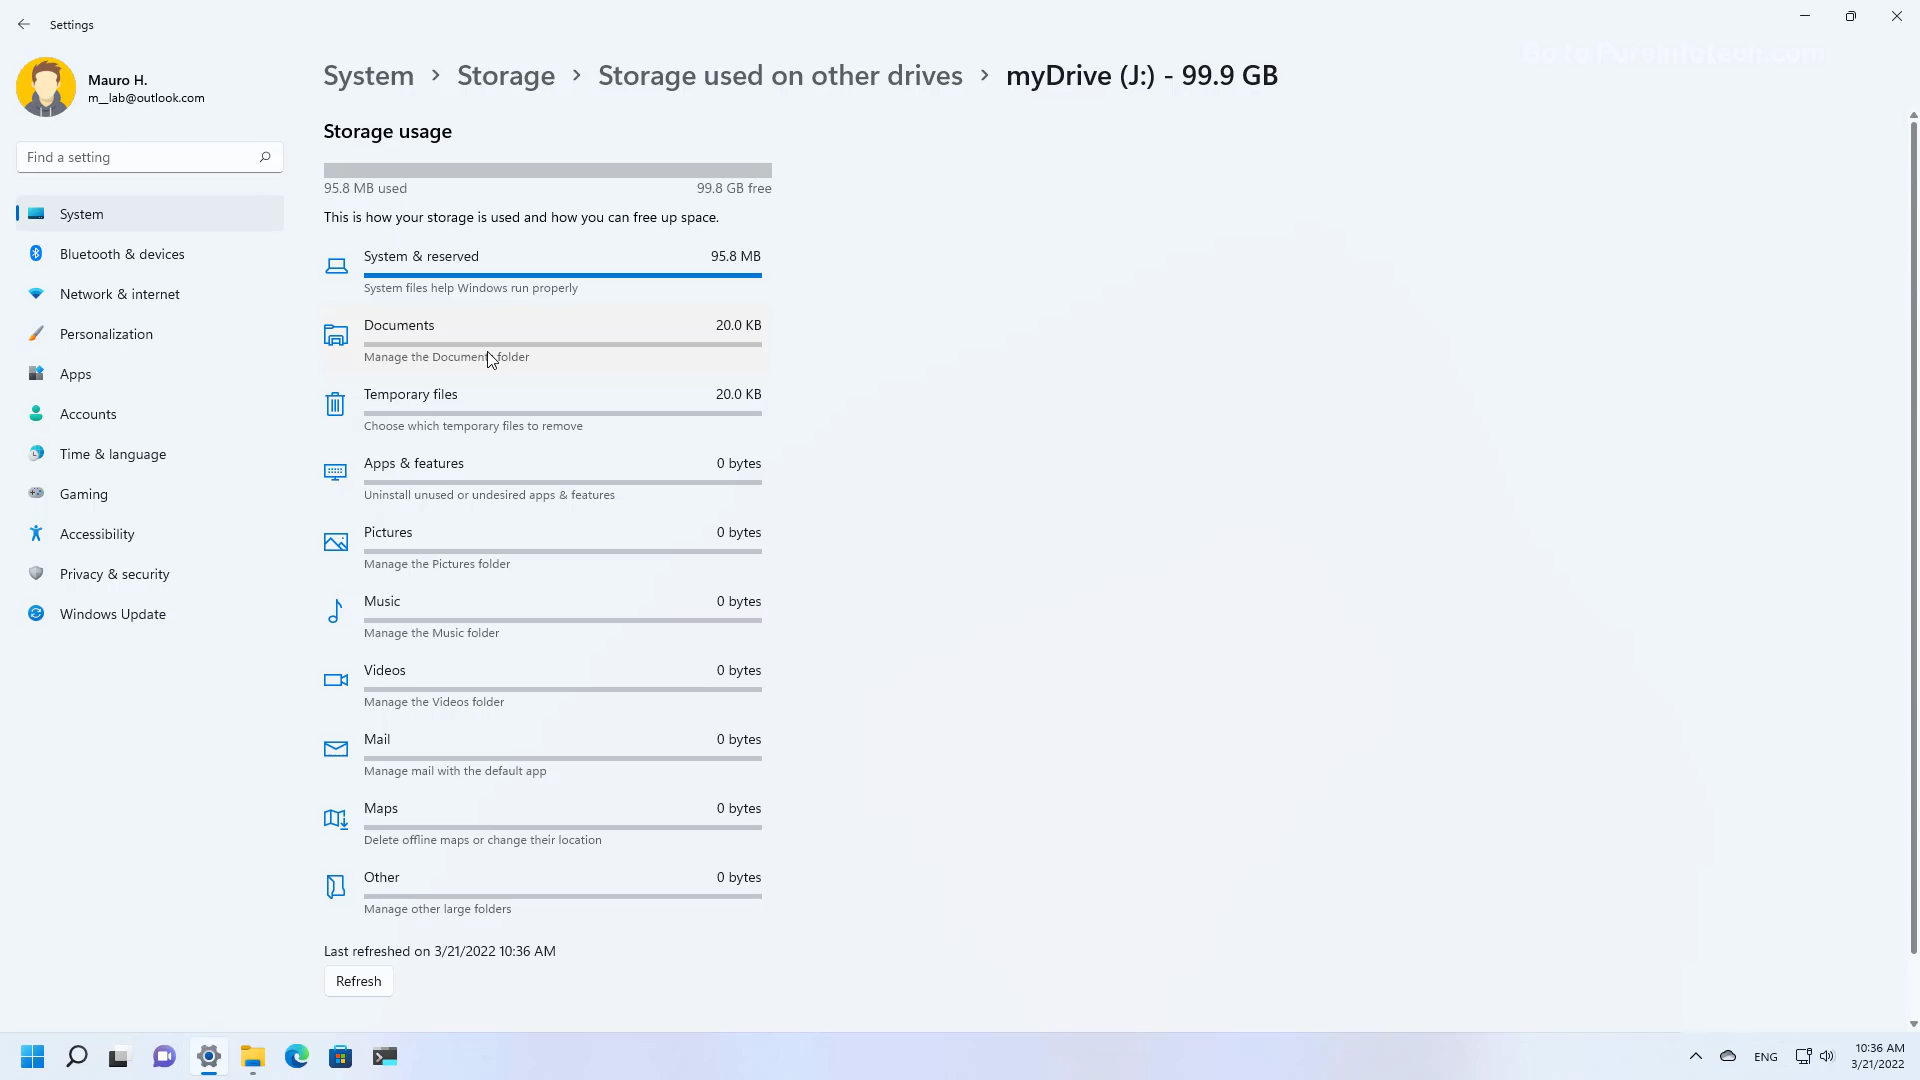 Settings
Go to Pureinfotech.com
Mauro H.
m__lab@outlook.com
System > Storage > Storage used on other drives > myDrive (J:) - 99.9 GB
Find a setting
System
Bluetooth & devices
Network & internet
Personalization
Apps
Accounts
Time & language
Gaming
Accessibility
Privacy & security
Windows Update
Storage usage
95.8 MB used 99.8 GB free
This is how your storage is used and how you can free up space.
System & reserved 95.8 MB
System files help Windows run properly
Documents 20.0 KB
Manage the Documents folder
Temporary files 20.0 KB
Choose which temporary files to remove
Apps & features 0 bytes
Uninstall unused or undesired apps & features
Pictures 0 bytes
Manage the Pictures folder
Music 0 bytes
Manage the Music folder
Videos 0 bytes
Manage the Videos folder
Mail 0 bytes
Manage mail with the default app
Maps 0 bytes
Delete offline maps or change their location
Other 0 bytes
Manage other large folders
Last refreshed on 3/21/2022 10:36 AM
Refresh
ENG
10:36 AM
3/21/2022